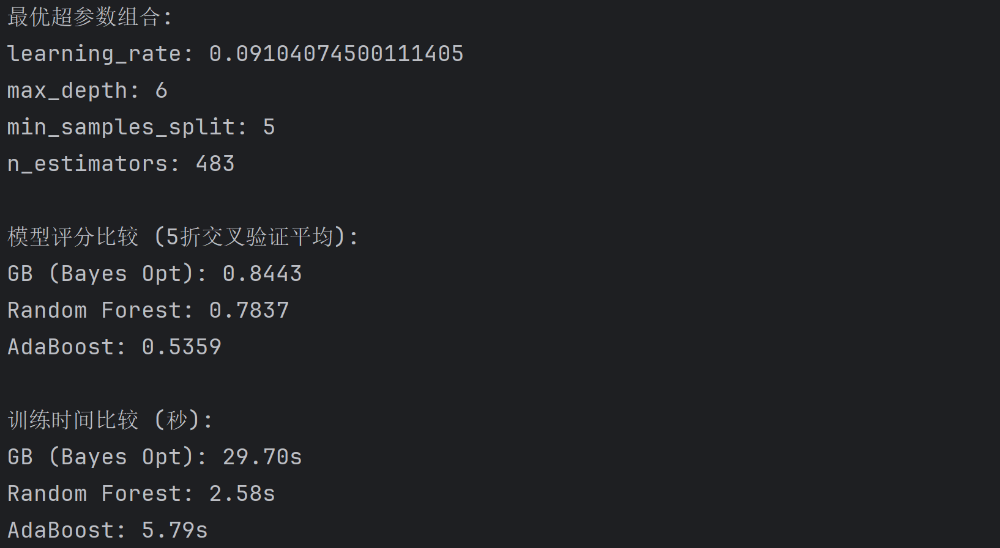 最优超参数组合:
learning_rate: 0.09104074500111405
max_depth: 6
min_samples_split: 5
n_estimators: 483
模型评分比较 (5折交叉验证平均):
GB (Bayes Opt): 0.8443
Random Forest: 0.7837
AdaBoost: 0.5359
训练时间比较 (秒):
GB (Bayes Opt): 29.70s
Random Forest: 2.58s
AdaBoost: 5.79s